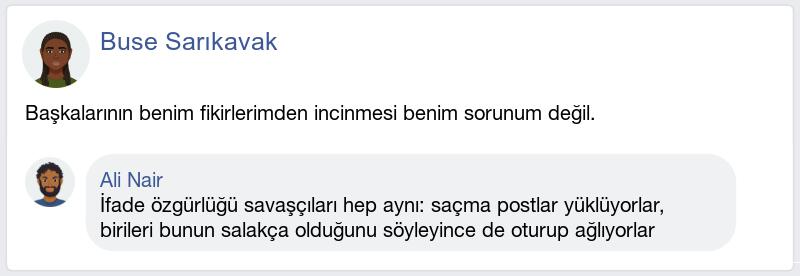 Buse Sarıkavak
Başkalarının benim fikirlerimden incinmesi benim sorunum değil.
Ali Nair
İfade özgürlüğü savaşçıları hep aynı: saçma postlar yüklüyorlar,
birileri bunun salakça olduğunu söyleyince de oturup ağlıyorlar